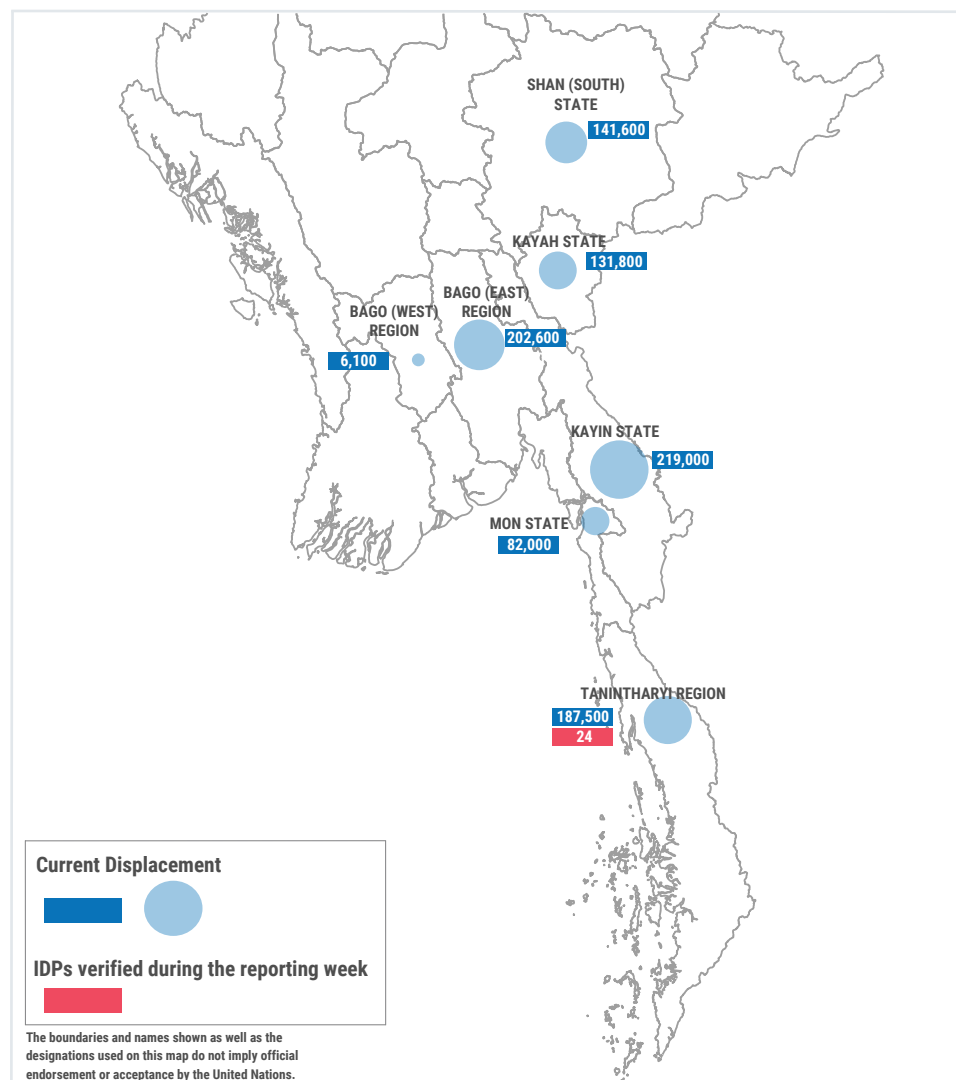 SHAN (SOUTH)
STATE
141,600
KAYAH STATE
131,800
BAGO (EAST)
REGION
202,600
BAGO (WEST)
REGION
6,100
KAYIN STATE
219,000
MON STATE
82,000
TANINTHARYI REGION
187,500
24
Current Displacement
IDPs verified during the reporting week
The boundaries and names shown as well as the
designations used on this map do not imply official
endorsement or acceptance by the United Nations.